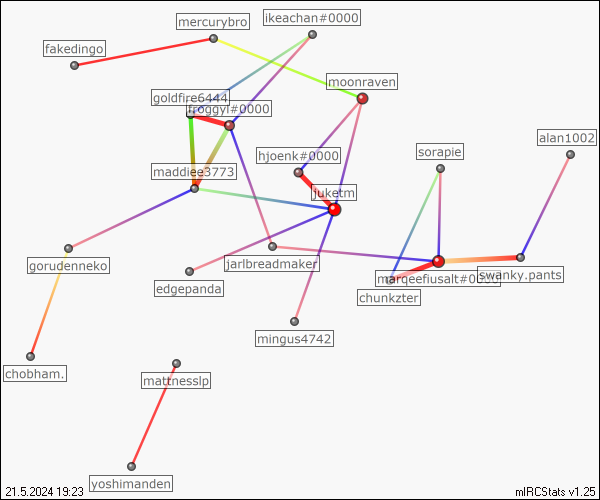 ikeachan#0000
mercurybro
fakedingo
moonraven
goldfire6444
froggyl#0000
alan1002
sorapie
hjoenk#0000
maddiee3773
juketm
gorudenneko
jarlbreadmaker
swanky.pants
marqeefiusalt#0000
edgepanda
chunkzter
mingus4742
chobham.
mattnesslp
yoshimanden
21.5.2024 19:23
mIRCStats v1.25